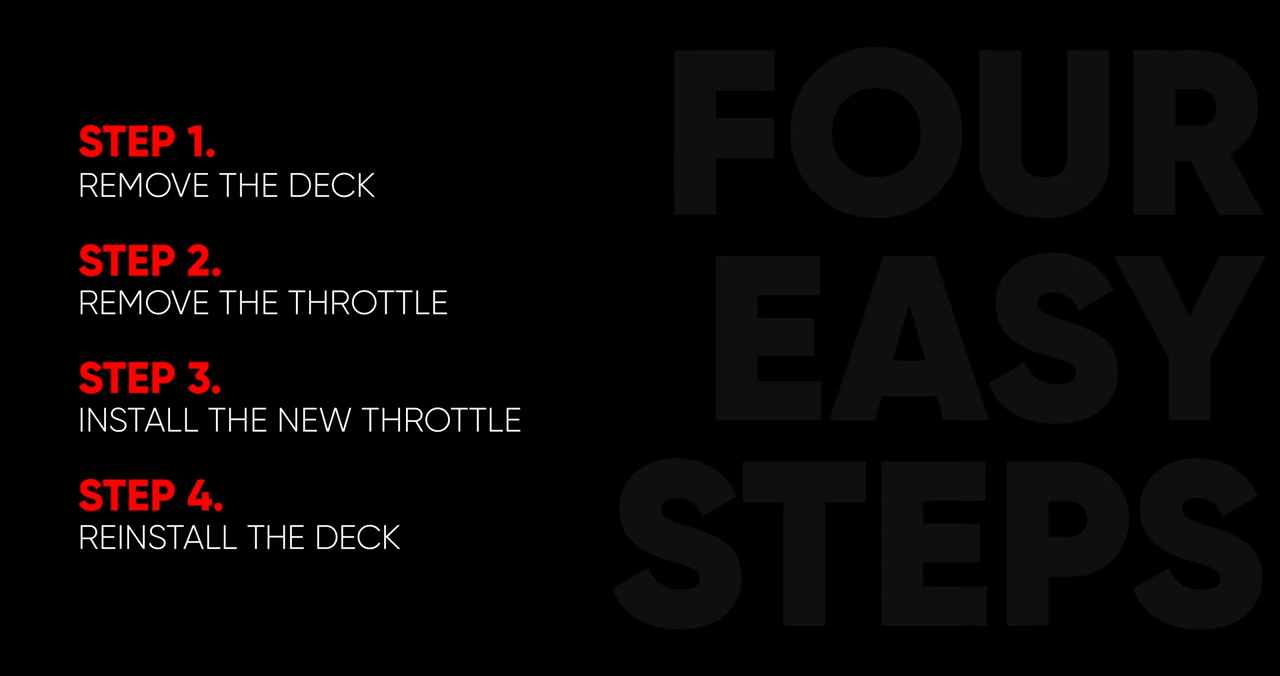 STEP 1.
REMOVE THE DECK
STEP 2.
REMOVE THE THROTTLE
STEP 3.
INSTALL THE NEW THROTTLE
STEP 4.
REINSTALL THE DECK
FOUR
EASY
STEPS